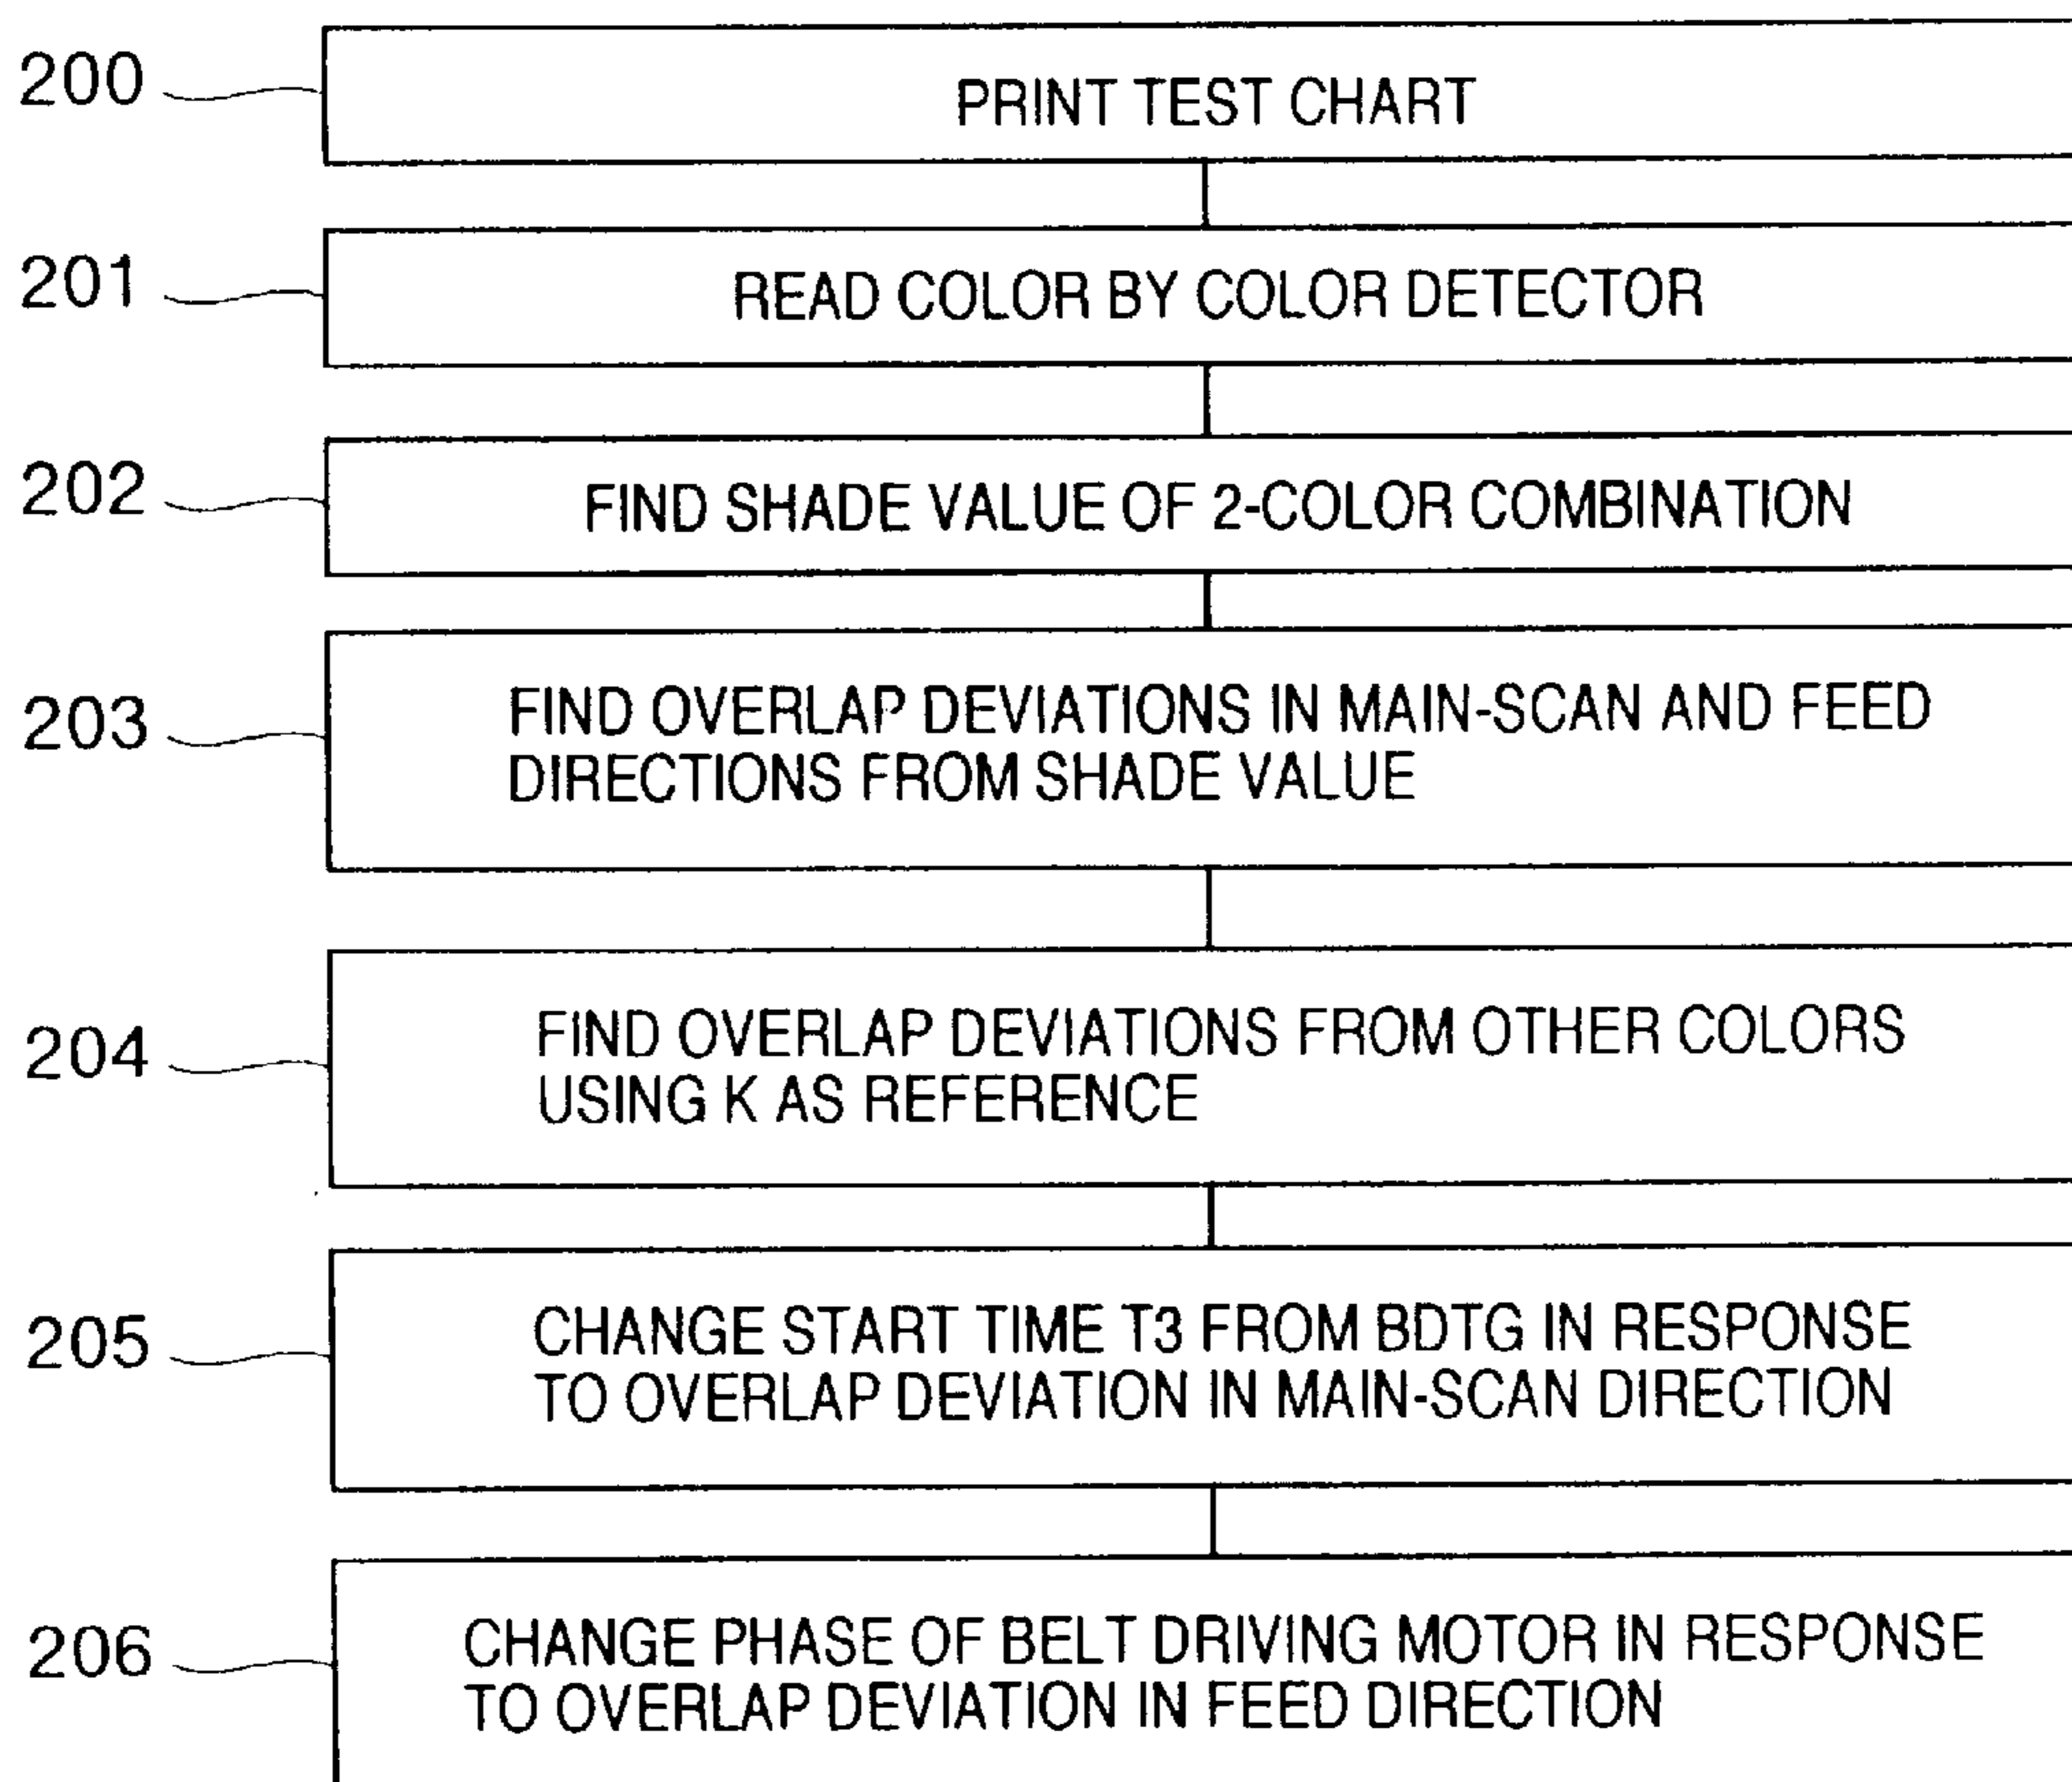 200
PRINT TEST CHART
201
READ COLOR BY COLOR DETECTOR
202
FIND SHADE VALUE OF 2-COLOR COMBINATION
203
FIND OVERLAP DEVIATIONS IN MAIN-SCAN AND FEED
DIRECTIONS FROM SHADE VALUE
204
FIND OVERLAP DEVIATIONS FROM OTHER COLORS
USING K AS REFERENCE
205
CHANGE START TIME T3 FROM BDTG IN RESPONSE
TO OVERLAP DEVIATION IN MAIN-SCAN DIRECTION
206
CHANGE PHASE OF BELT DRIVING MOTOR IN RESPONSE
TO OVERLAP DEVIATION IN FEED DIRECTION